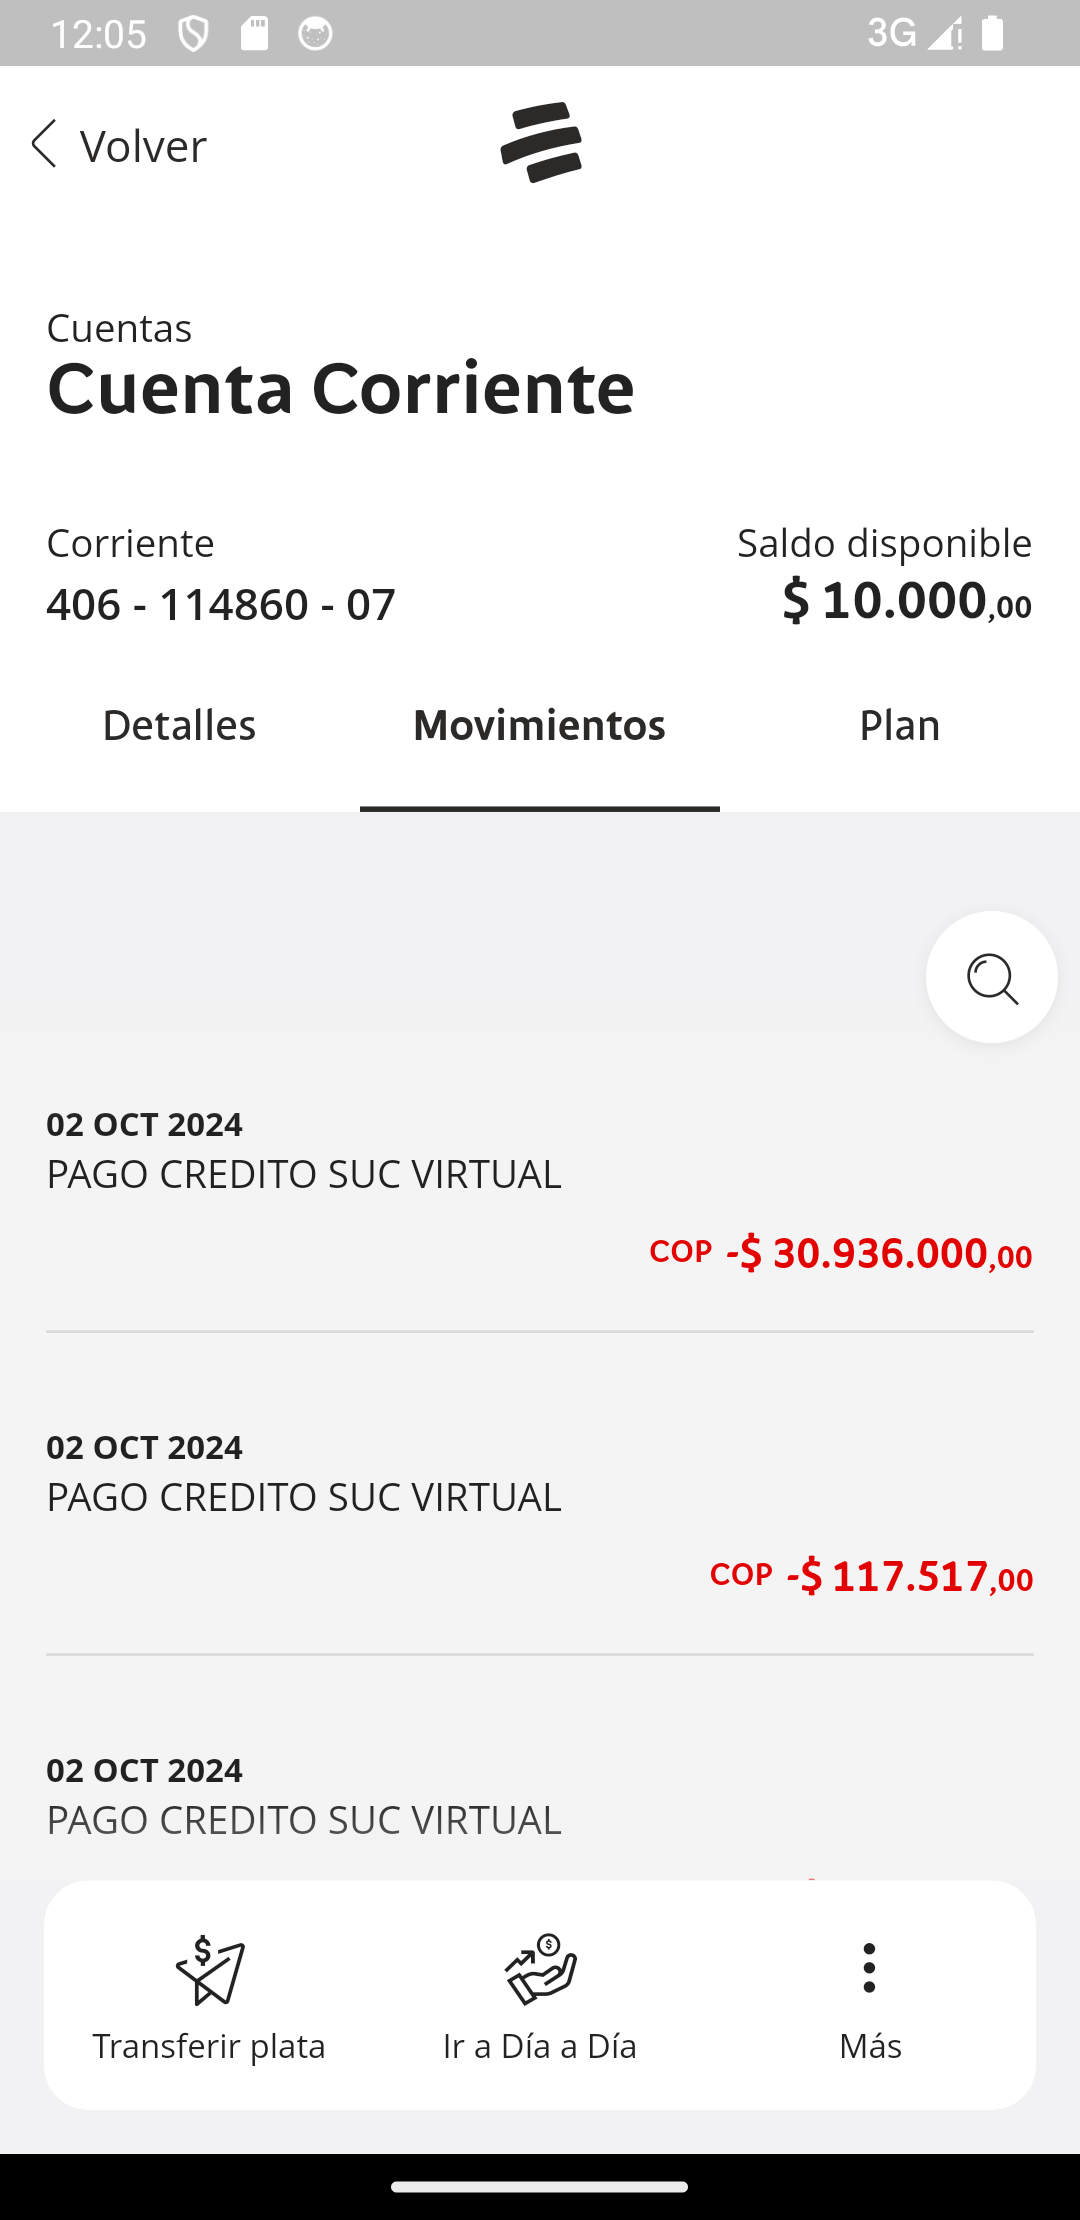 12:05
3G
Volver
Cuentas
Cuenta Corriente
Corriente
Saldo disponible
406 - 114860 - 07
$ 10.000,00
Detalles
Movimientos
Plan
02 OCT 2024
PAGO CREDITO SUC VIRTUAL
COP -$ 30.936.000,00
02 OCT 2024
PAGO CREDITO SUC VIRTUAL
COP -$ 117.517,00
02 OCT 2024
PAGO CREDITO SUC VIRTUAL
Transferir plata
Ir a Día a Día
Más